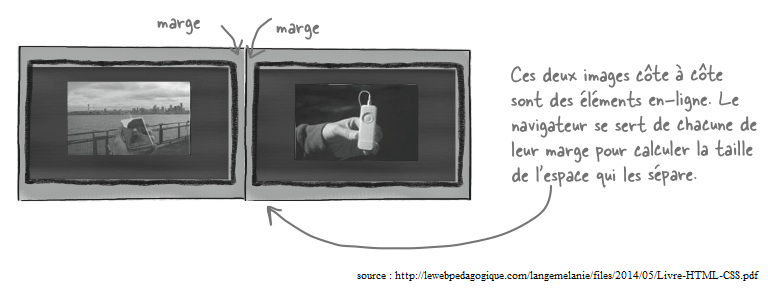 marge
marge
Ces deux images côte à côte
sont des éléments en-ligne. Le
navigateur se sert de chacune de
leur marge pour calculer la taille
de l'espace qui les sépare.
source : http://lewebpedagogique.com/langemelanie/files/2014/05/Livre-HTML-CSS.pdf